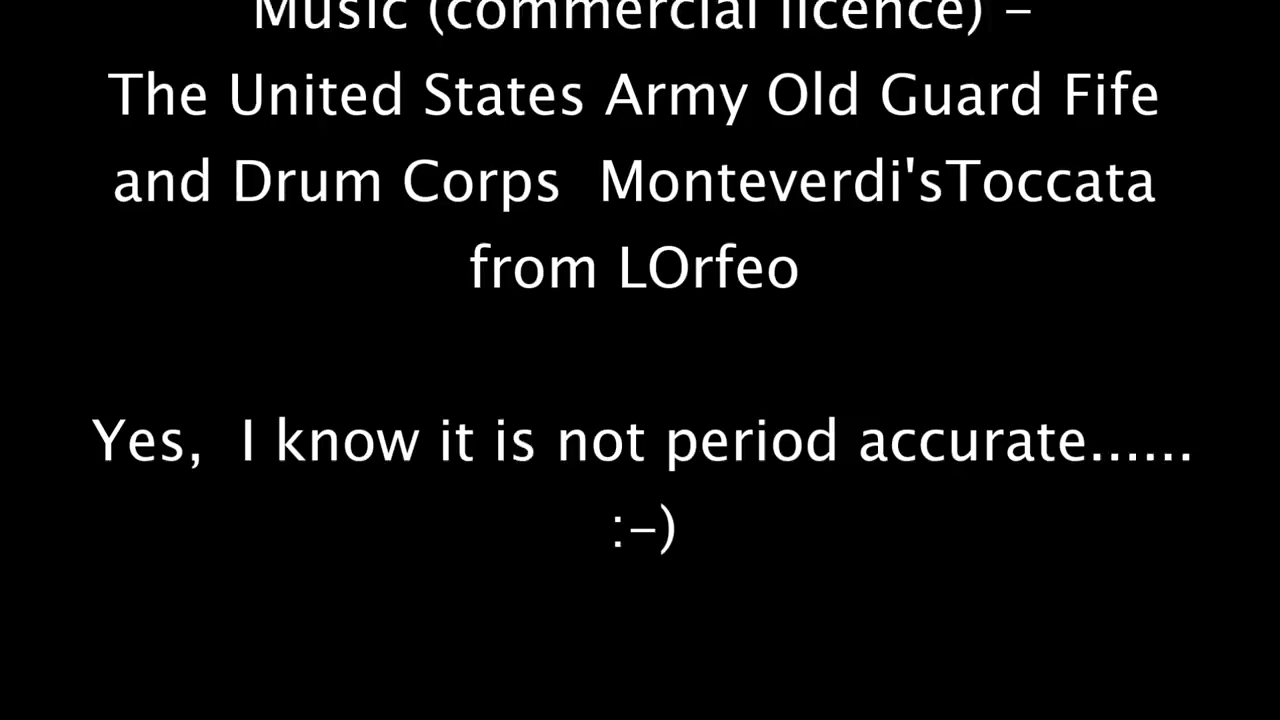 Music (commercial licence) –
The United States Army Old Guard Fife
and Drum Corps  Monteverdi'sToccata
from LOrfeo
Yes,  I know it is not period accurate......
:–)